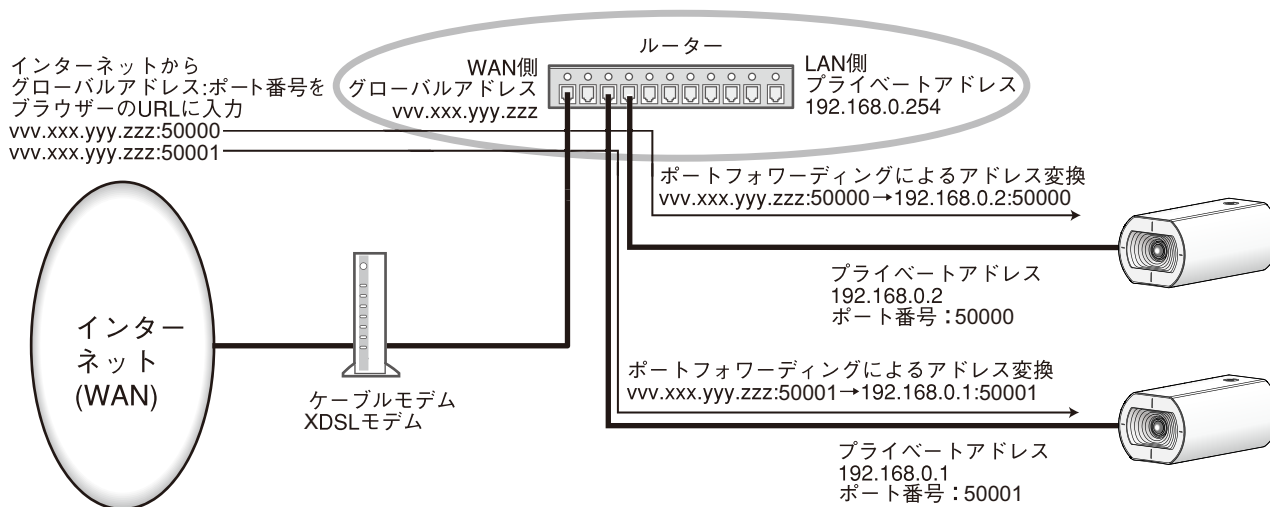 ルーター
インターネットから
グローバルアドレス:ポート番号を
ブラウザーのURLに入力
vvv.xxx.yyy.zzz:50000
vvv.xxx.yyy.zzz:50001
WAN側
グローバルアドレス
vvv.xxx.yyy.zzz
LAN側
プライベートアドレス
192.168.0.254
ポートフォワーディングによるアドレス変換
vvv.xxx.yyy.zzz:50000→192.168.0.2:50000
プライベートアドレス
192.168.0.2
ポート番号：50000
インター
ネット
(WAN)
ケーブルモデム
XDSLモデム
ポートフォワーディングによるアドレス変換
vvv.xxx.yyy.zzz:50001→192.168.0.1:50001
プライベートアドレス
192.168.0.1
ポート番号：50001